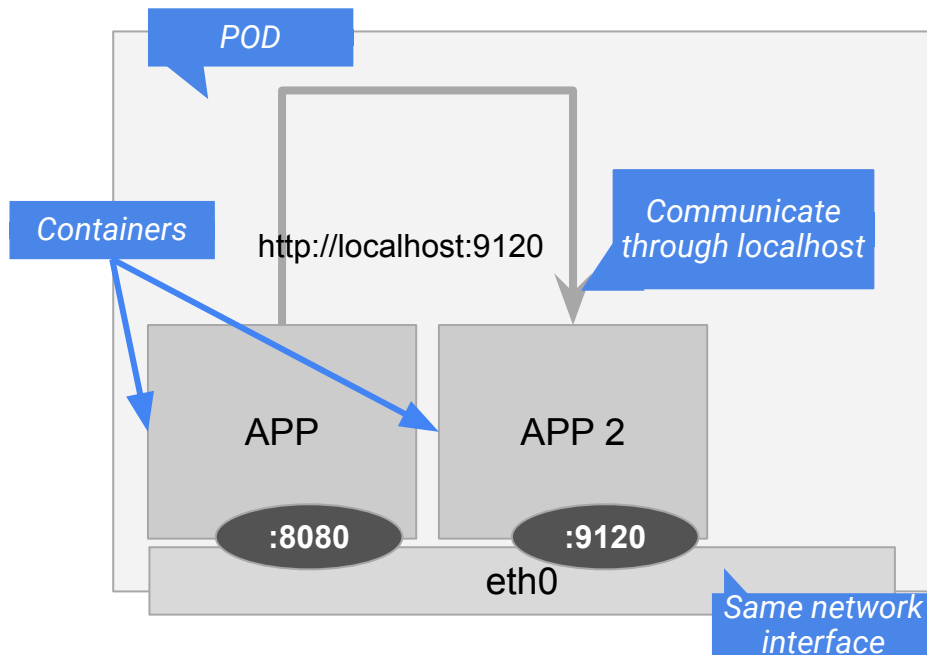 POD
Containers
Communicate
through localhost
http://localhost:9120
APP
APP 2
:8080
:9120
eth0
Same network
interface